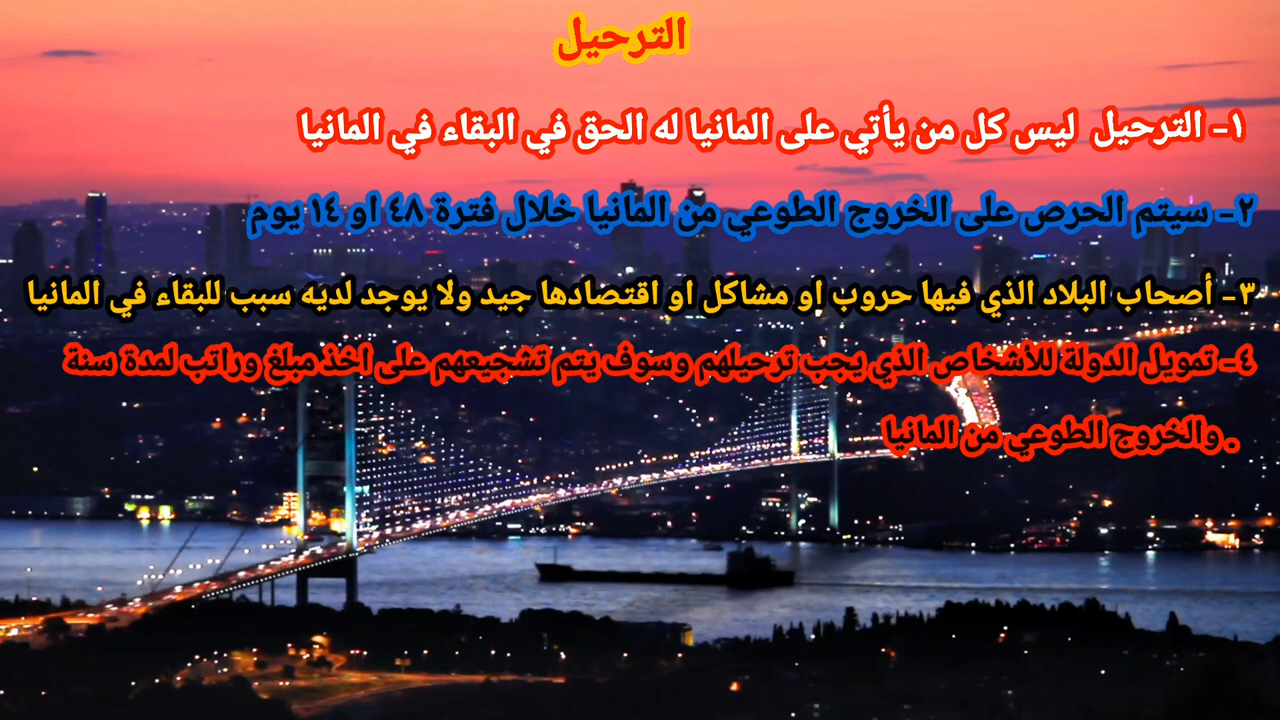 الترحيل
١- الترحيل ليس كل من يأتي على المانيا له الحق في البقاء في المانيا
٢- سيتم الحرص على الخروج الطوعي من المانيا خلال فترة ٤٨ او ١٤ يوم
٣- أصحاب البلاد الذي فيها حروب او مشاكل او اقتصادها جيد ولا يوجد لديه سبب للبقاء في المانيا
٤- تمويل الدولة للأشخاص الذي يجب ترحيلهم وسوف يتم تشجيعهم على اخذ مبلغ وراتب لمدة سنة
. والخروج الطوعي من المانيا